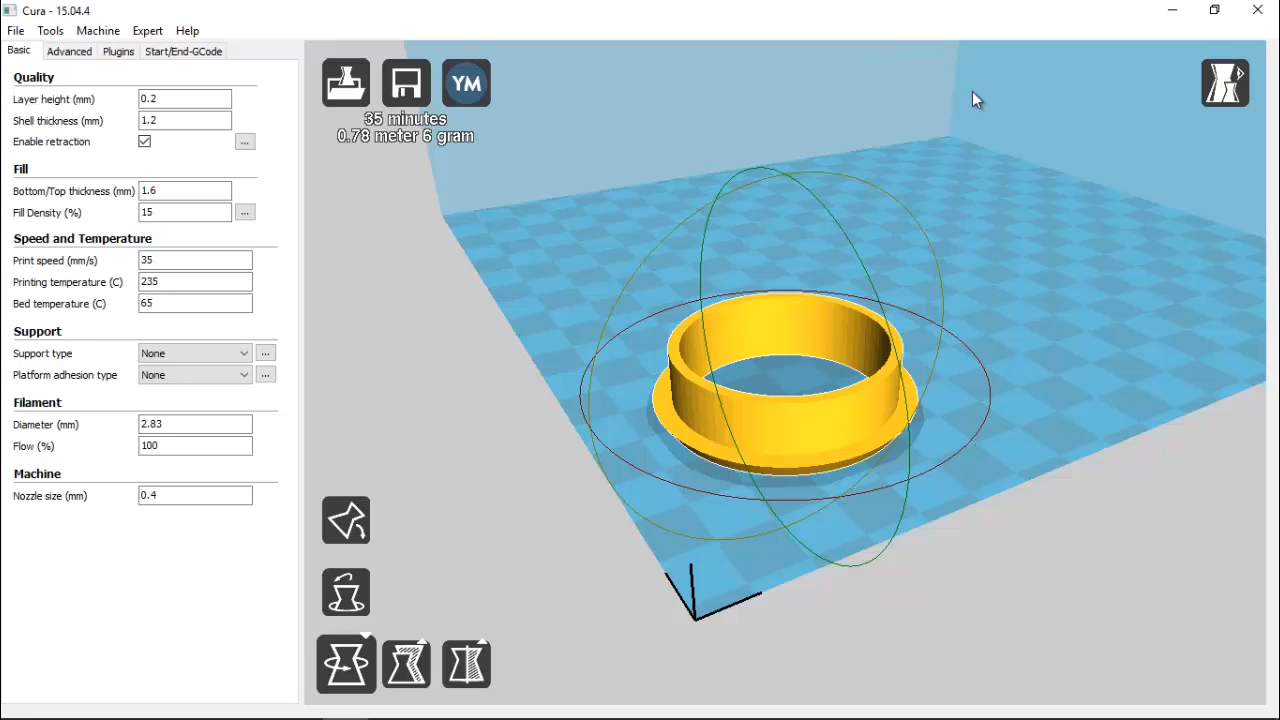 Cura - 15.04.4
File Tools Machine Expert Help
Basic Advanced Plugins Start/End-GCode
Quality
Layer height (mm) 0.2
Shell thickness (mm) 1.2
Enable retraction ...
Fill
Bottom/Top thickness (mm) 1.6
Fill Density (%) 15 ...
Speed and Temperature
Print speed (mm/s) 35
Printing temperature (C) 235
Bed temperature (C) 65
Support
Support type None ...
Platform adhesion type None ...
Filament
Diameter (mm) 2.83
Flow (%) 100
Machine
Nozzle size (mm) 0.4
YM
35 minutes
0.78 meter 6 gram